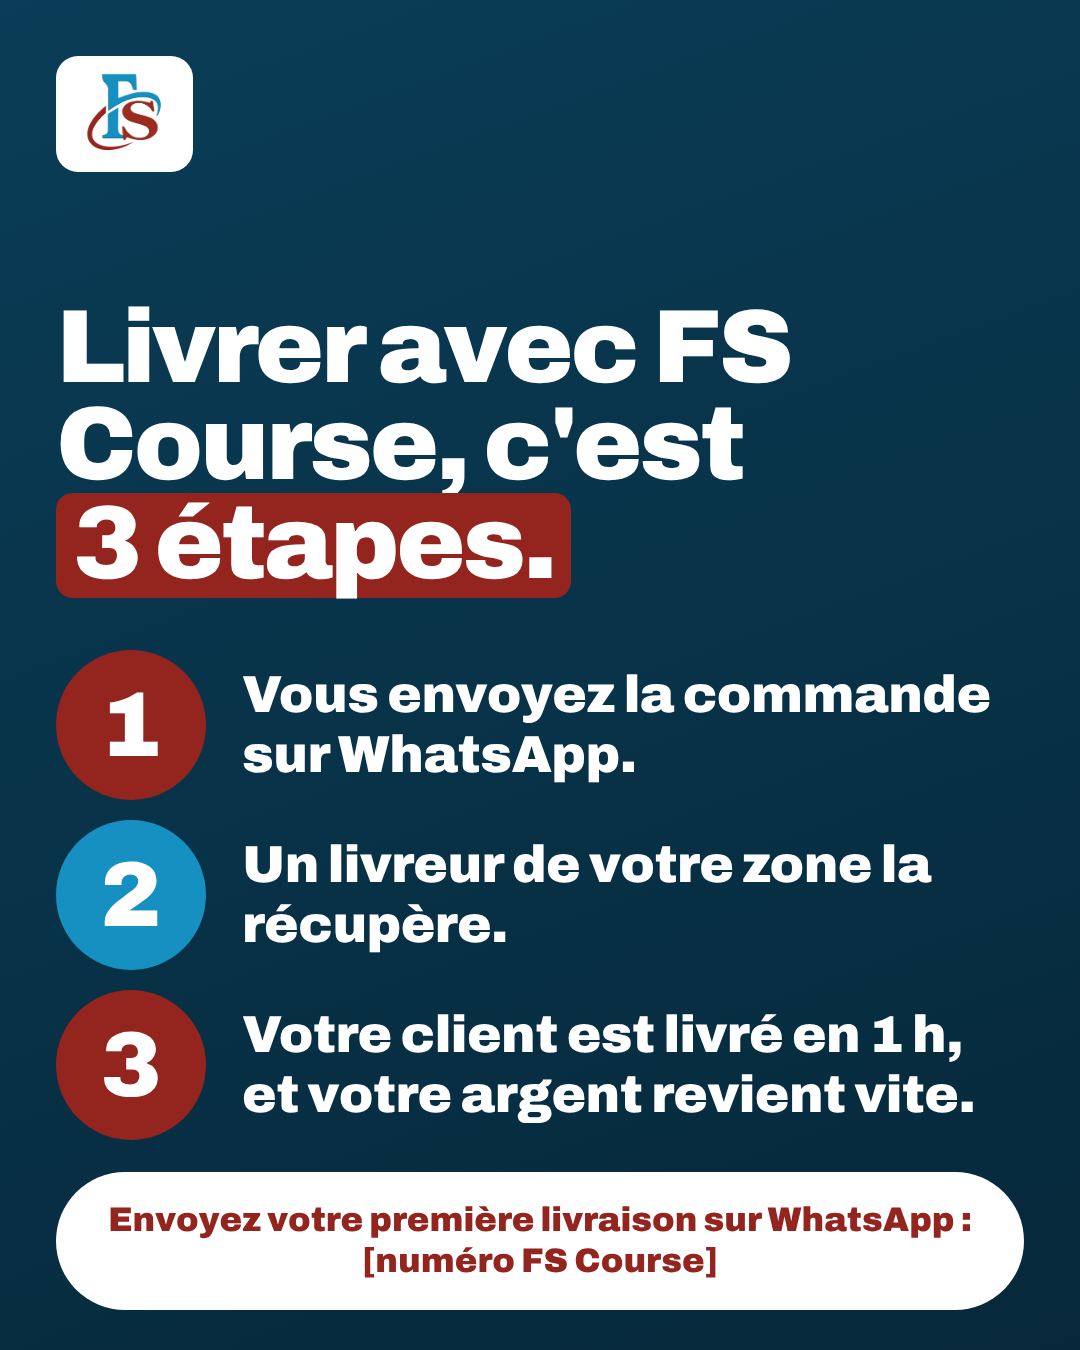 FS
Livrer avec FS
Course, c'est
3 étapes.
1
Vous envoyez la commande
sur WhatsApp.
2
Un livreur de votre zone la
récupère.
3
Votre client est livré en 1 h,
et votre argent revient vite.
Envoyez votre première livraison sur WhatsApp :
[numéro FS Course]